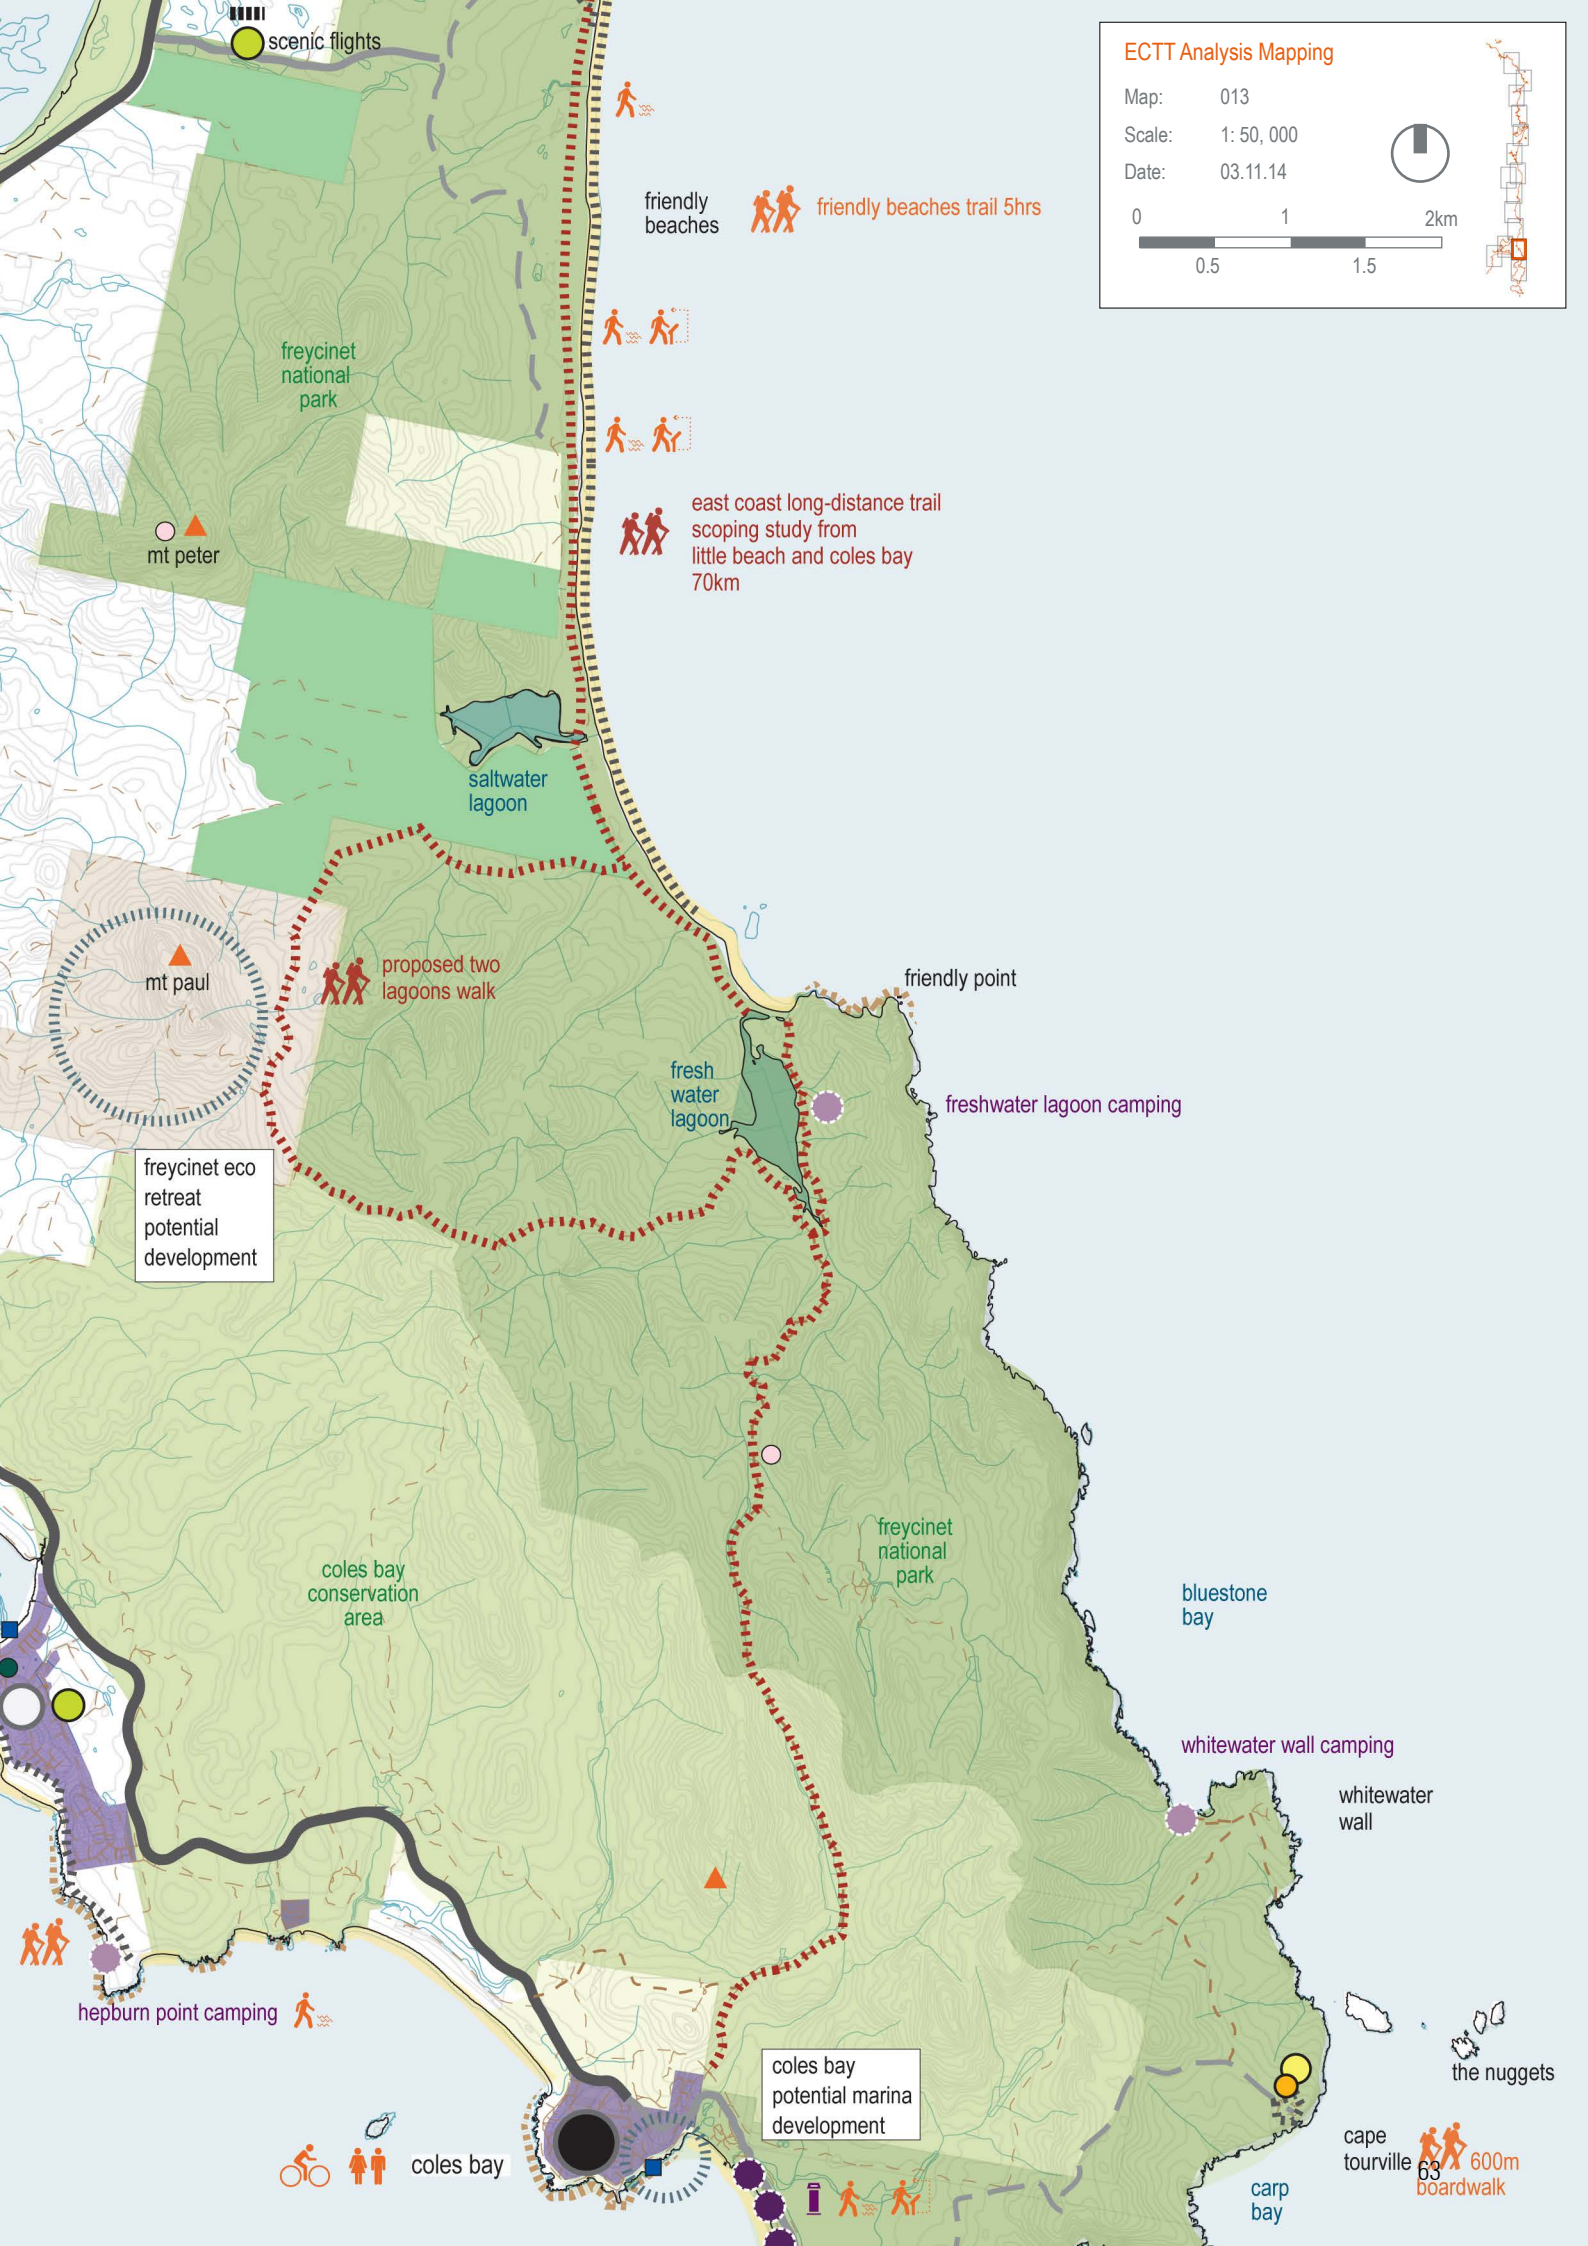 scenic flights
ECTT Analysis Mapping
Map: 013
Scale: 1: 50, 000
Date: 03.11.14
0 1 2km
0.5 1.5
friendly
beaches
friendly beaches trail 5hrs
freycinet
national
park
east coast long-distance trail
scoping study from
little beach and coles bay
70km
mt peter
saltwater
lagoon
mt paul
proposed two
lagoons walk
friendly point
fresh
water
lagoon
freshwater lagoon camping
freycinet eco
retreat
potential
development
freycinet
national
park
coles bay
conservation
area
bluestone
bay
whitewater wall camping
whitewater
wall
hepburn point camping
coles bay
potential marina
development
the nuggets
coles bay
cape
tourville
63
600m
boardwalk
carp
bay